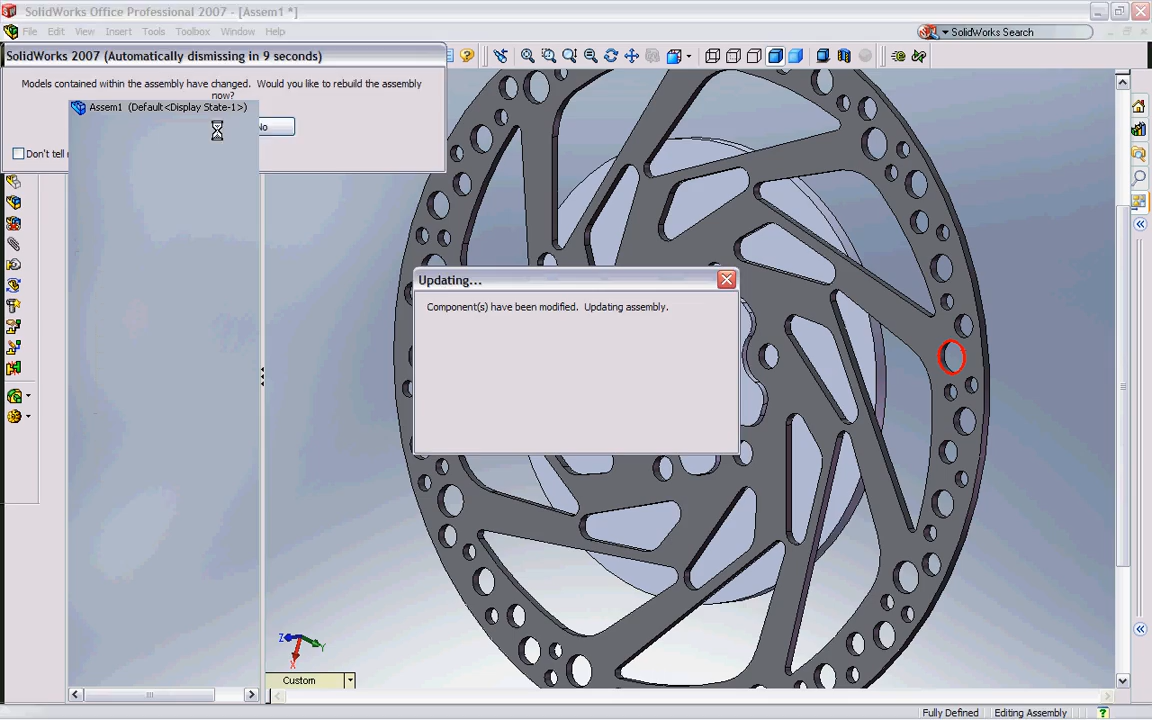 SolidWorks Office Professional 2007 - [Assem1 *]
File Edit View Insert Tools Toolbox Window Help
SolidWorks Search
SolidWorks 2007 (Automatically dismissing in 9 seconds)
Models contained within the assembly have changed. Would you like to rebuild the assembly
now?
Assem1 (Default<Display State-1>)
No
Don't tell
Updating...
Component(s) have been modified. Updating assembly.
Z
Y
X
Custom
Fully Defined Editing Assembly